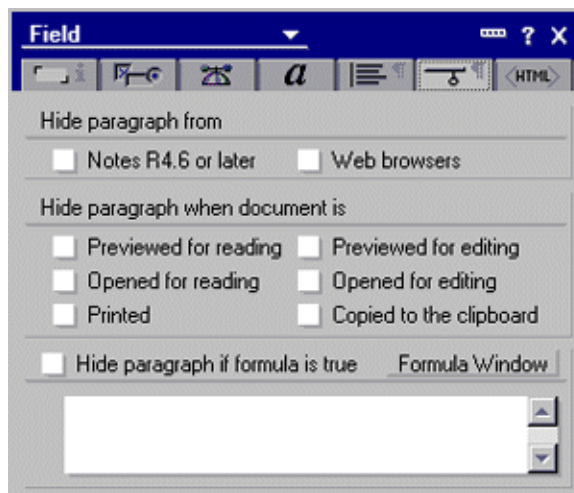 Field ?
i a <HTML>
Hide paragraph from
Notes R4.6 or later Web browsers
Hide paragraph when document is
Previewed for reading Previewed for editing
Opened for reading Opened for editing
Printed Copied to the clipboard
Hide paragraph if formula is true Formula Window